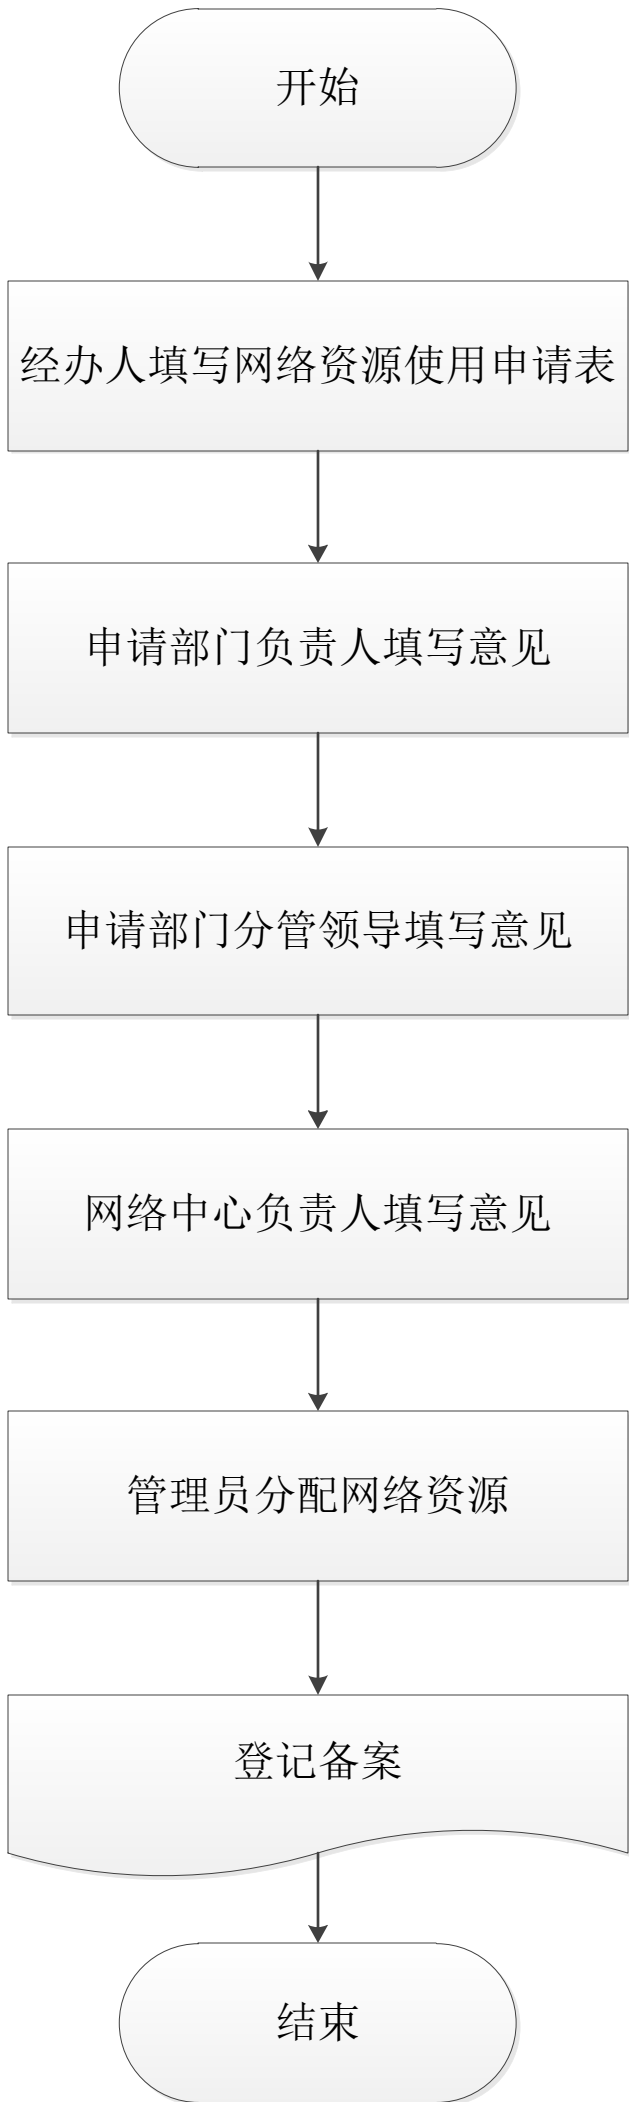 开始
经办人填写网络资源使用申请表
申请部门负责人填写意见
申请部门分管领导填写意见
网络中心负责人填写意见
管理员分配网络资源
登记备案
结束